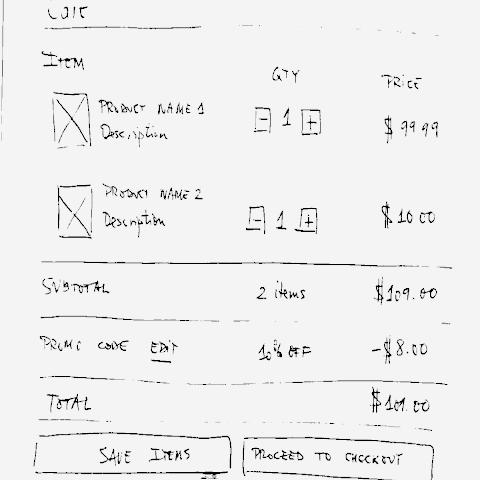 ITEM
QTY
PRICE
PRODUCT NAME 1
Description
- 1 +
$ 99.99
PRODUCT NAME 2
Description
- 1 +
$10.00
SUBTOTAL 2 items $109.00
PROMO CODE EDIT 10% OFF -$8.00
TOTAL $101.00
SAVE ITEMS PROCEED TO CHECKOUT